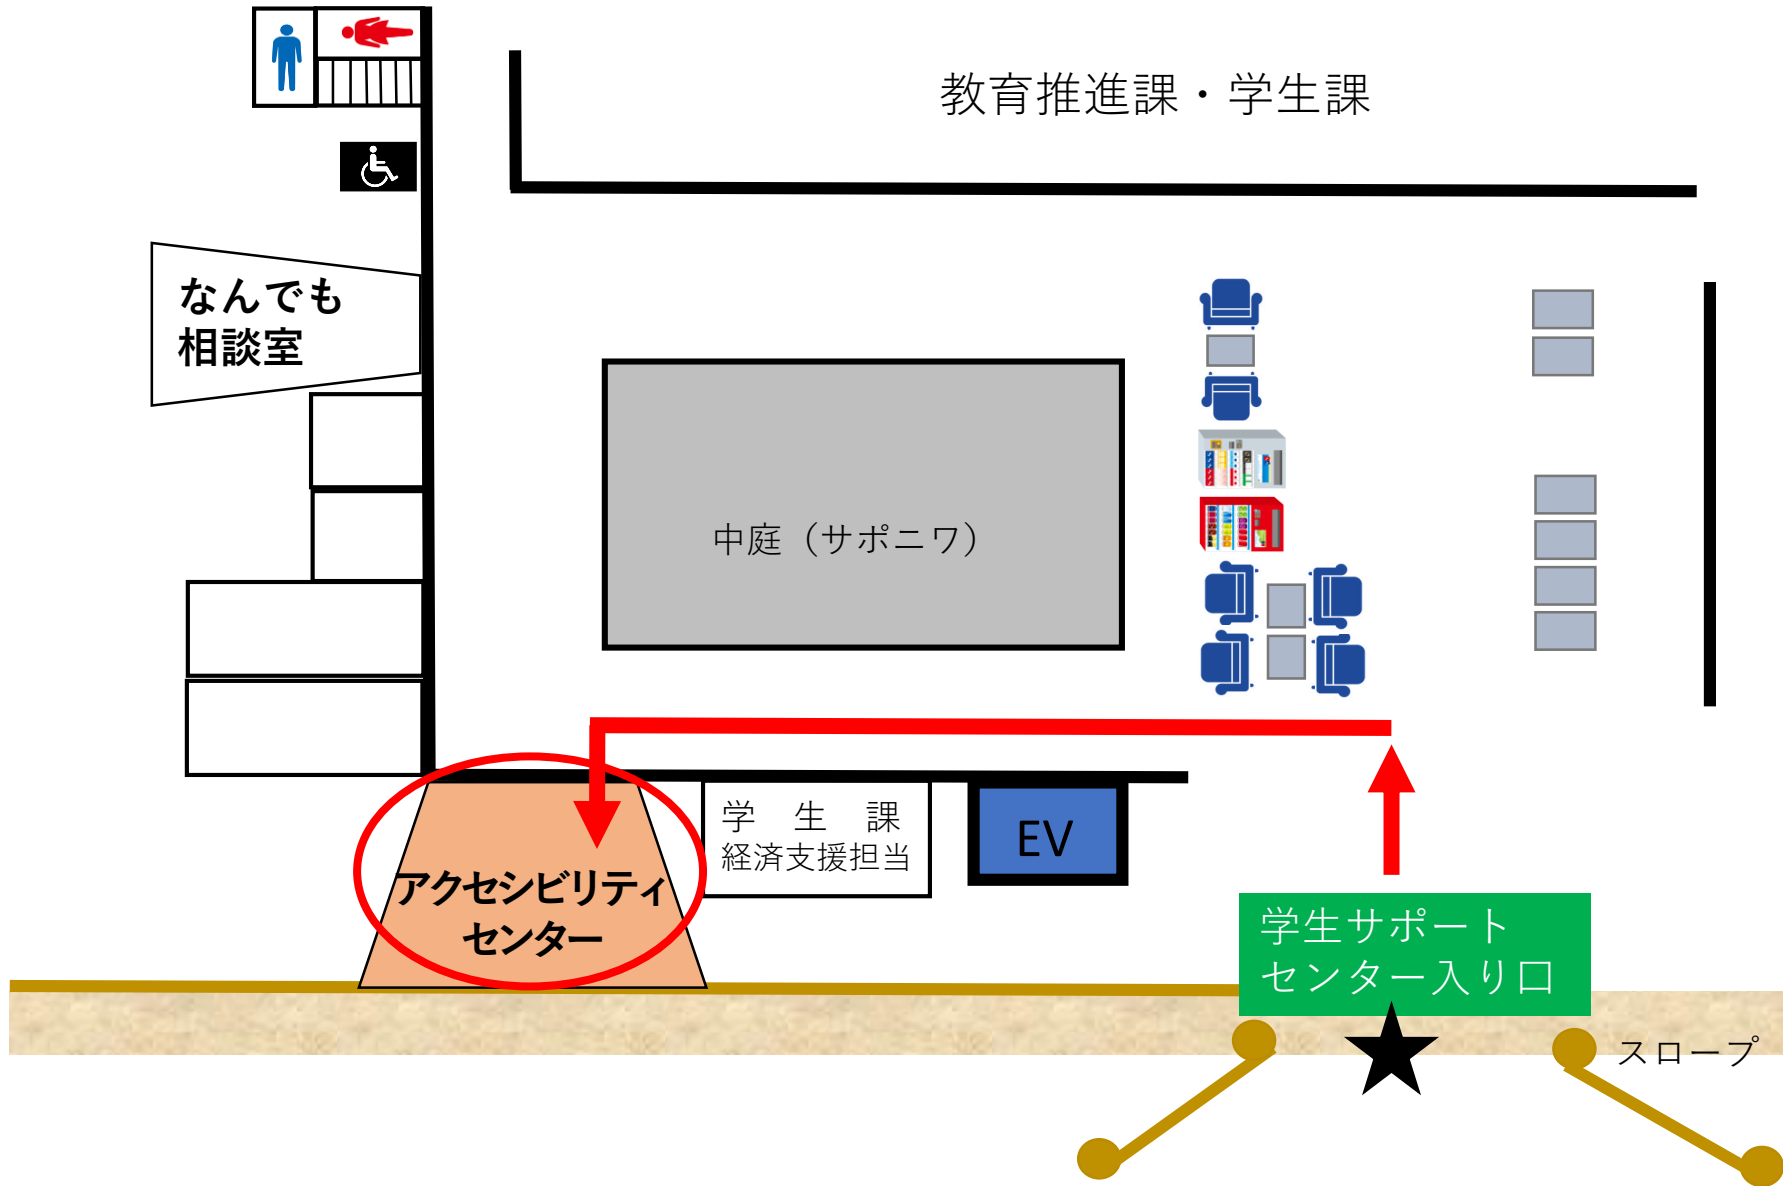 教育推進課・学生課
なんでも
相談室
中庭（サポニワ）
学　生　課
経済支援担当
EV
アクセシビリティ
センター
学生サポート
センター入り口
スロープ